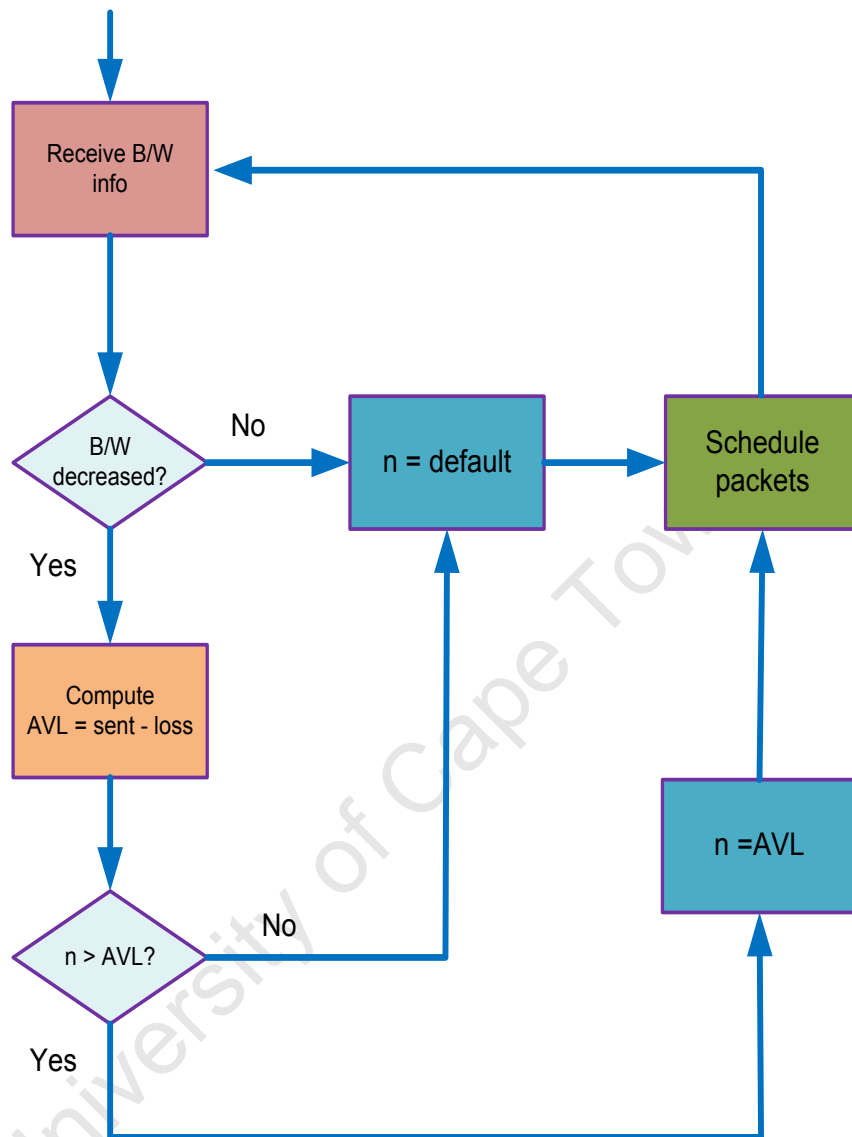 Receive B/W
info
B/W
decreased?
No
n = default
Schedule
packets
Yes
Compute
AVL = sent - loss
n =AVL
n > AVL?
No
Yes
University of Cape Town